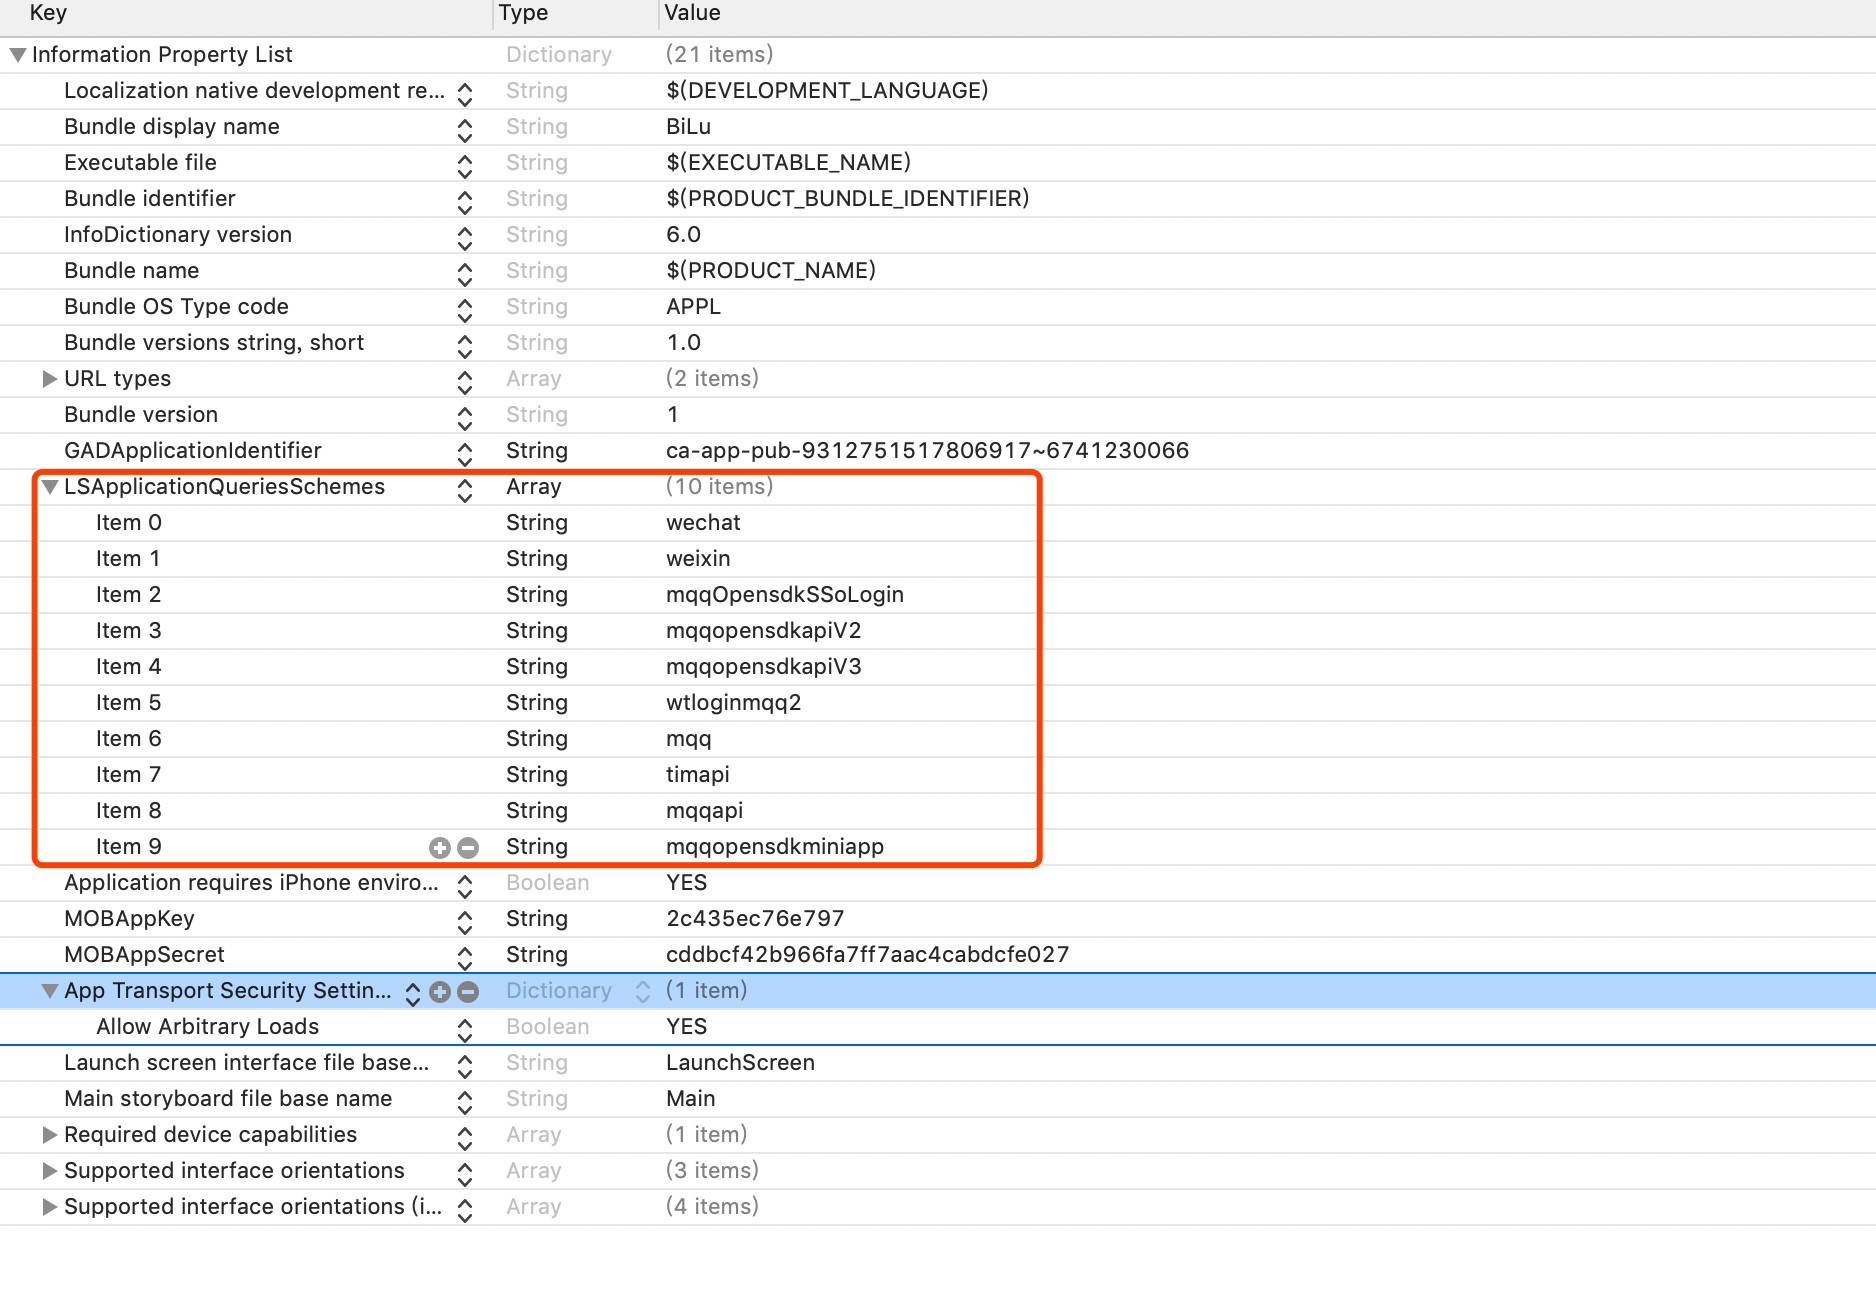 Key Type Value
Information Property List Dictionary (21 items)
Localization native development re... String $(DEVELOPMENT_LANGUAGE)
Bundle display name String BiLu
Executable file String $(EXECUTABLE_NAME)
Bundle identifier String $(PRODUCT_BUNDLE_IDENTIFIER)
InfoDictionary version String 6.0
Bundle name String $(PRODUCT_NAME)
Bundle OS Type code String APPL
Bundle versions string, short String 1.0
URL types Array (2 items)
Bundle version String 1
GADApplicationIdentifier String ca-app-pub-9312751517806917~6741230066
LSApplicationQueriesSchemes Array (10 items)
Item 0 String wechat
Item 1 String weixin
Item 2 String mqqOpensdkSSoLogin
Item 3 String mqqopensdkapiV2
Item 4 String mqqopensdkapiV3
Item 5 String wtloginmqq2
Item 6 String mqq
Item 7 String timapi
Item 8 String mqqapi
Item 9 String mqqopensdkminiapp
Application requires iPhone enviro... Boolean YES
MOBAppKey String 2c435ec76e797
MOBAppSecret String cddbcf42b966fa7ff7aac4cabdcfe027
App Transport Security Settin... Dictionary (1 item)
Allow Arbitrary Loads Boolean YES
Launch screen interface file base... String LaunchScreen
Main storyboard file base name String Main
Required device capabilities Array (1 item)
Supported interface orientations Array (3 items)
Supported interface orientations (i... Array (4 items)